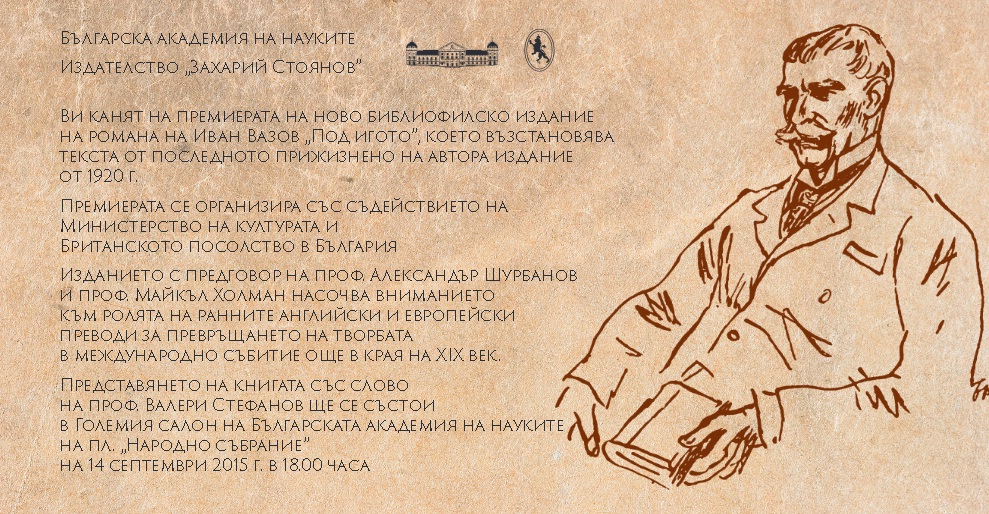 Българска академия на науките
Издателство „Захарий Стоянов”
Ви канят на премиерата на ново библиофилско издание
на романа на Иван Вазов „Под игото”, което възстановява
текста от последното прижизнено на автора издание
от 1920 г.
Премиерата се организира със съдействието на
Министерство на културата и
Британското посолство в България
Изданието с предговор на проф. Александър Шурбанов
и проф. Майкъл Холман насочва вниманието
към ролята на ранните английски и европейски
преводи за превръщането на творбата
в международно събитие още в края на XIX век.
Представянето на книгата със слово
на проф. Валери Стефанов ще се състои
в Големия салон на Българската академия на науките
на пл. „Народно събрание”
на 14 септември 2015 г. в 18.00 часа